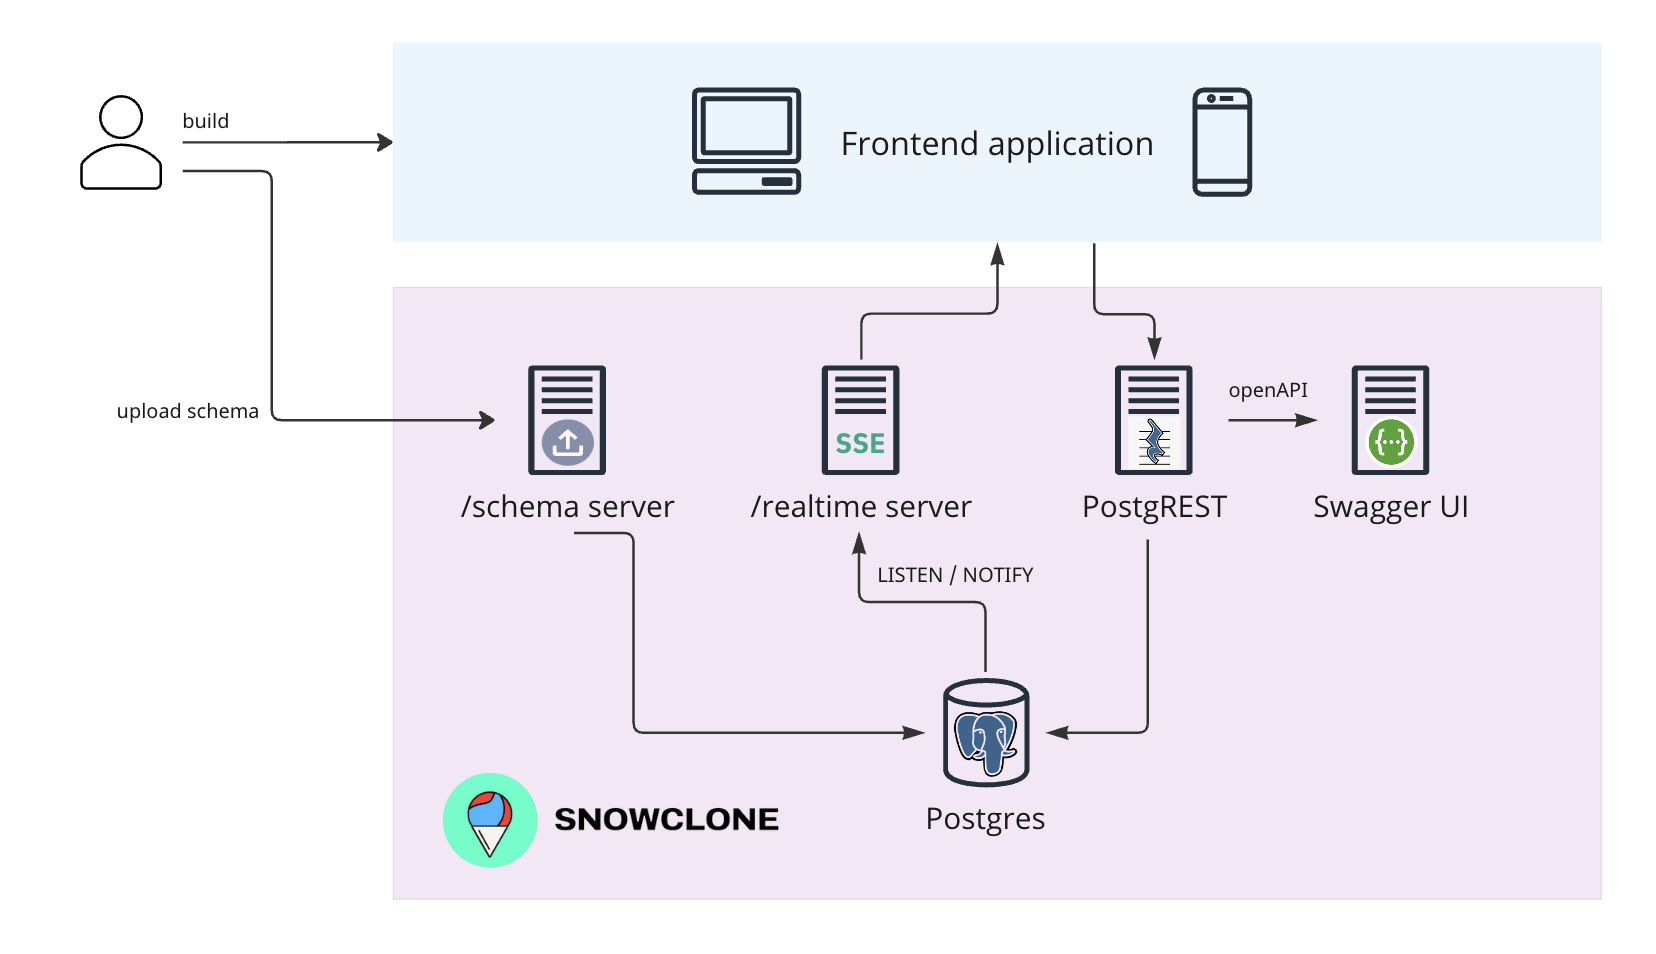 build
Frontend application
upload schema
openAPI
SSE
{...}
/schema server
/realtime server
PostgREST
Swagger UI
LISTEN / NOTIFY
SNOWCLONE
Postgres